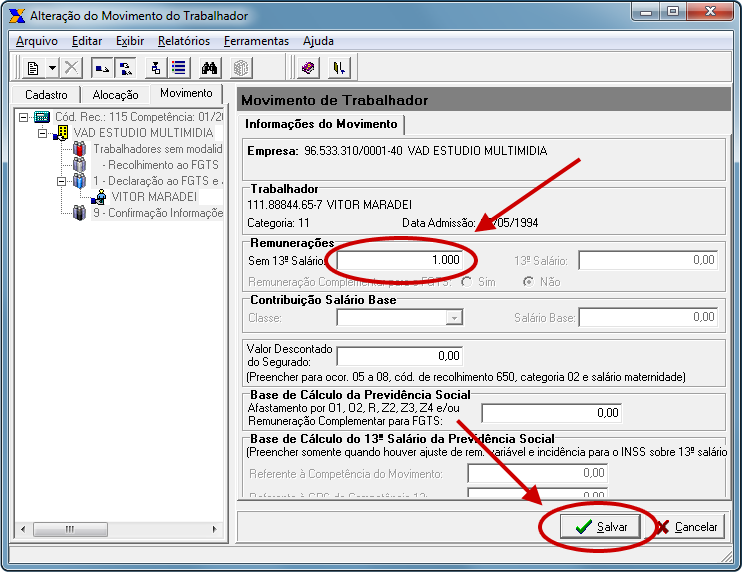 Alteração do Movimento do Trabalhador
Arquivo Editar Exibir Relatórios Ferramentas Ajuda
Cadastro Alocação Movimento
Cód. Rec.: 115 Competência: 01/20
VAD ESTUDIO MULTIMIDIA
Trabalhadores sem modalid
- Recolhimento ao FGTS
1 - Declaração ao FGTS e
VITOR MARADEI
9 - Confirmação Informaçõe
Movimento de Trabalhador
Informações do Movimento
Empresa: 96.533.310/0001-40 VAD ESTUDIO MULTIMIDIA
Trabalhador
111.88844.65-7 VITOR MARADEI
Categoria: 11 Data Admissão: /05/1994
Remunerações
Sem 13º Salário: 1.000 13º Salário: 0,00
Remuneração Complementar para o FGTS: Sim Não
Contribuição Salário Base
Classe: Salário Base: 0,00
Valor Descontado
do Segurado: 0,00
(Preencher para ocor. 05 a 08, cód. de recolhimento 650, categoria 02 e salário maternidade)
Base de Cálculo da Previdência Social
Afastamento por O1, O2, R, Z2, Z3, Z4 e/ou
Remuneração Complementar para FGTS: 0,00
Base de Cálculo do 13º Salário da Previdência Social
(Preencher somente quando houver ajuste de rem. variável e incidência para o INSS sobre 13º salário
Referente à Competência do Movimento: 0,00
Referente à GPS da Competência 13: 0,00
Salvar Cancelar